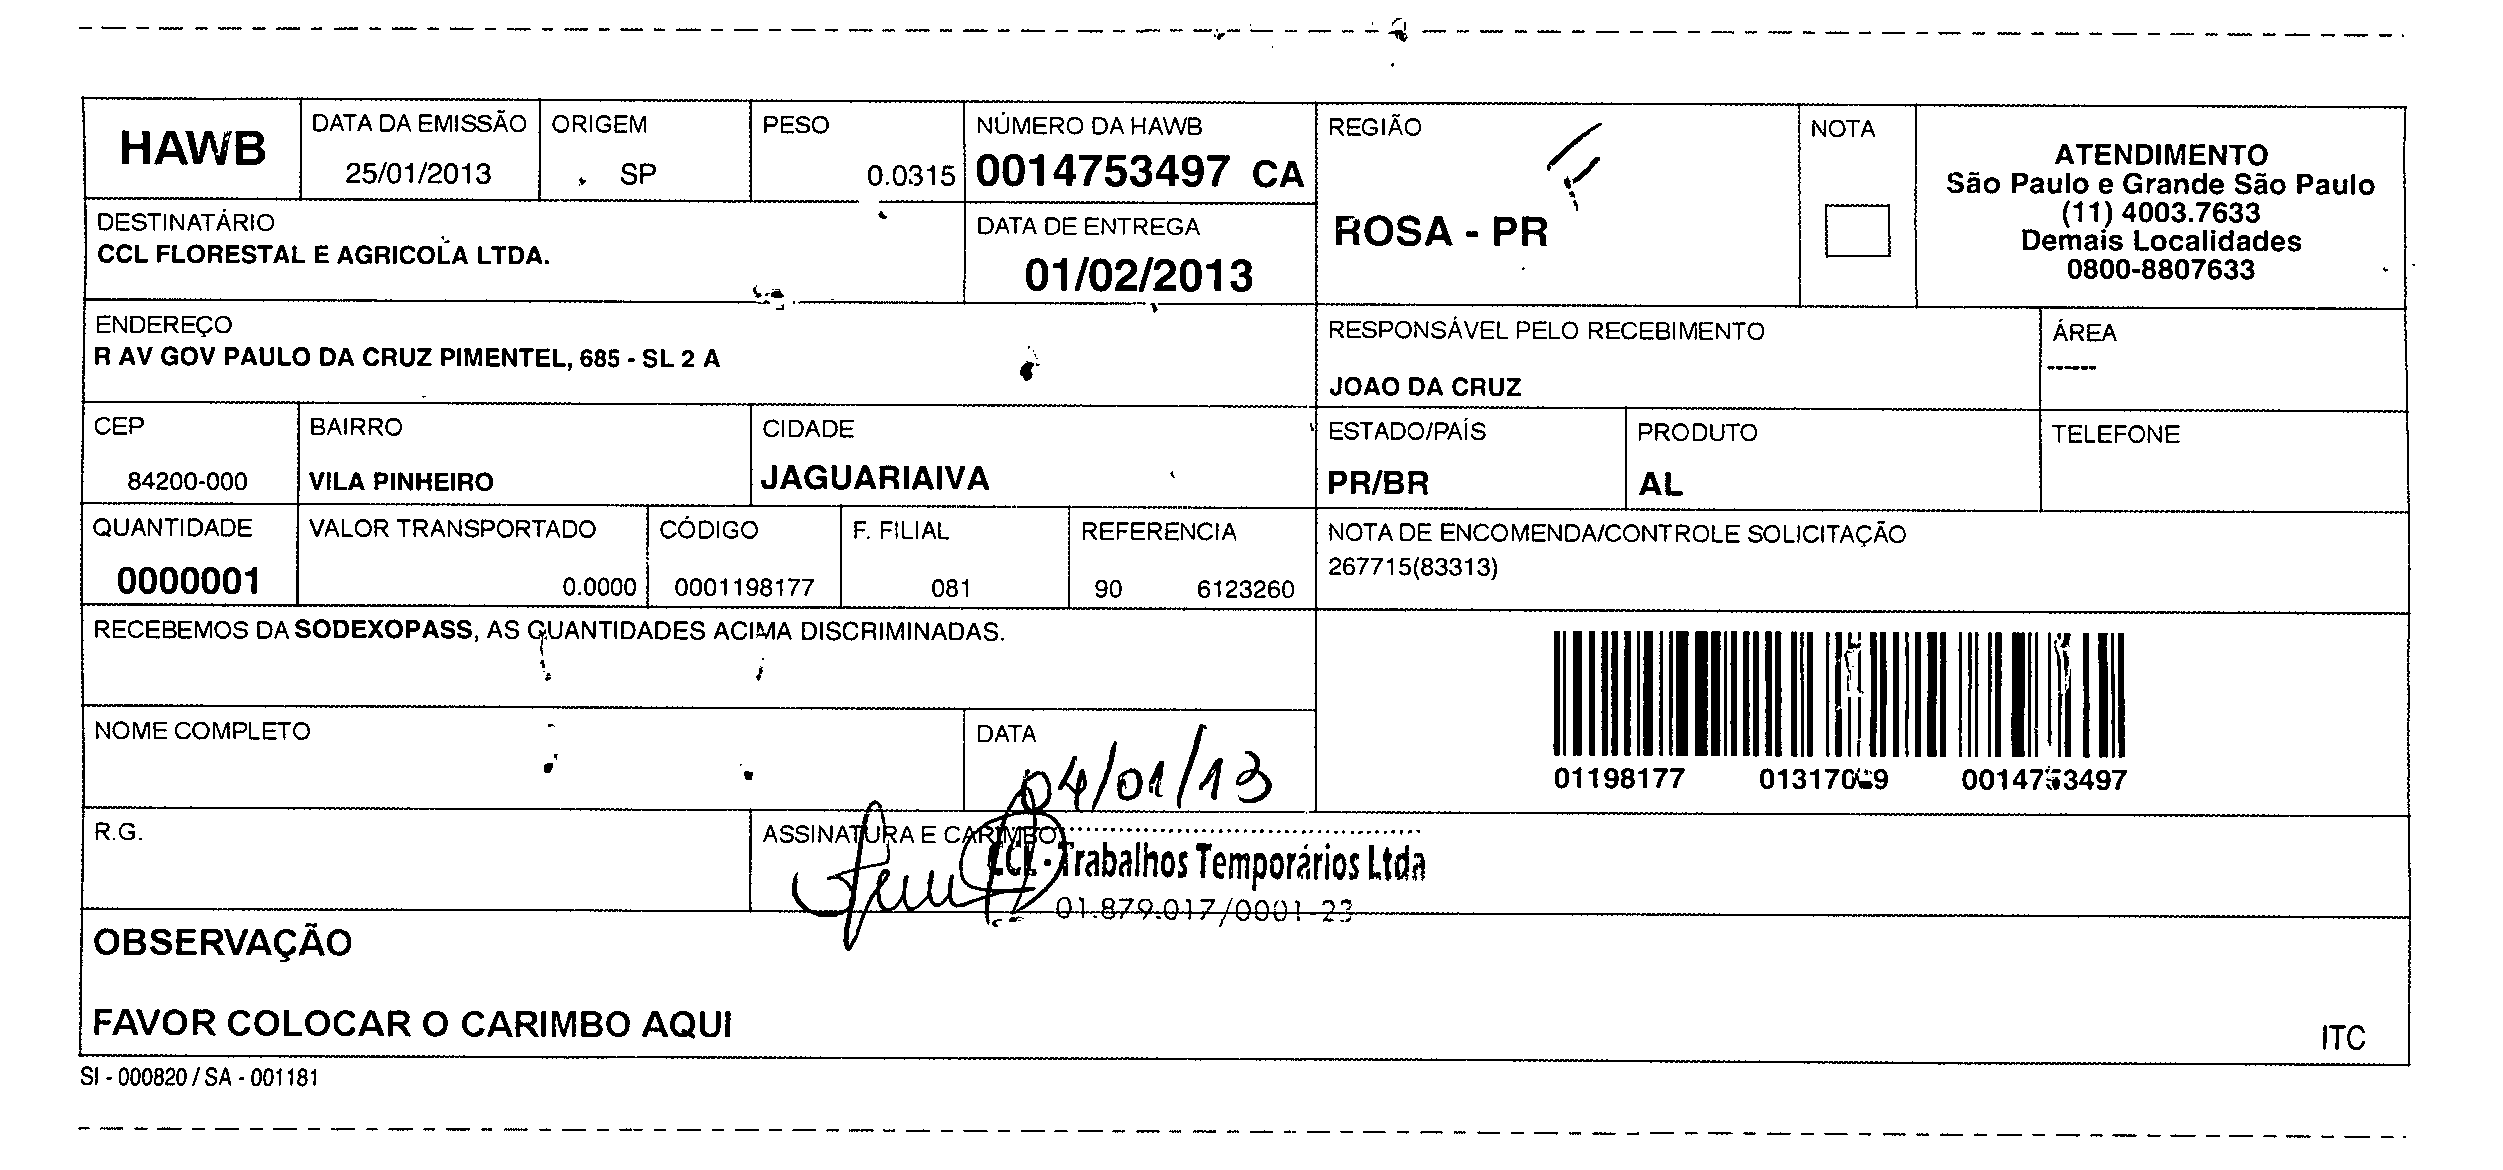 HAWB
DATA DA EMISSÃO
25/01/2013
ORIGEM
SP
PESO
0.0315
NÚMERO DA HAWB
0014753497 CA
REGIÃO
ROSA - PR
NOTA
ATENDIMENTO
São Paulo e Grande São Paulo
(11) 4003.7633
Demais Localidades
0800-8807633
DESTINATÁRIO
CCL FLORESTAL E AGRICOLA LTDA.
DATA DE ENTREGA
01/02/2013
ENDEREÇO
R AV GOV PAULO DA CRUZ PIMENTEL, 685 - SL 2 A
RESPONSÁVEL PELO RECEBIMENTO
JOAO DA CRUZ
ÁREA
------
CEP
84200-000
BAIRRO
VILA PINHEIRO
CIDADE
JAGUARIAIVA
ESTADO/PAÍS
PR/BR
PRODUTO
AL
TELEFONE
QUANTIDADE
0000001
VALOR TRANSPORTADO
0.0000
CÓDIGO
0001198177
F. FILIAL
081
REFERENCIA
90 6123260
NOTA DE ENCOMENDA/CONTROLE SOLICITAÇÃO
267715(83313)
RECEBEMOS DA SODEXOPASS, AS QUANTIDADES ACIMA DISCRIMINADAS.
01198177 0014753497
NOME COMPLETO
DATA
04/01/13
R.G.
ASSINATURA E CARIMBO
CCL - Trabalhos Temporários Ltda
01.879.017/0001-23
OBSERVAÇÃO
FAVOR COLOCAR O CARIMBO AQUI
ITC
SI - 000820 / SA - 001181